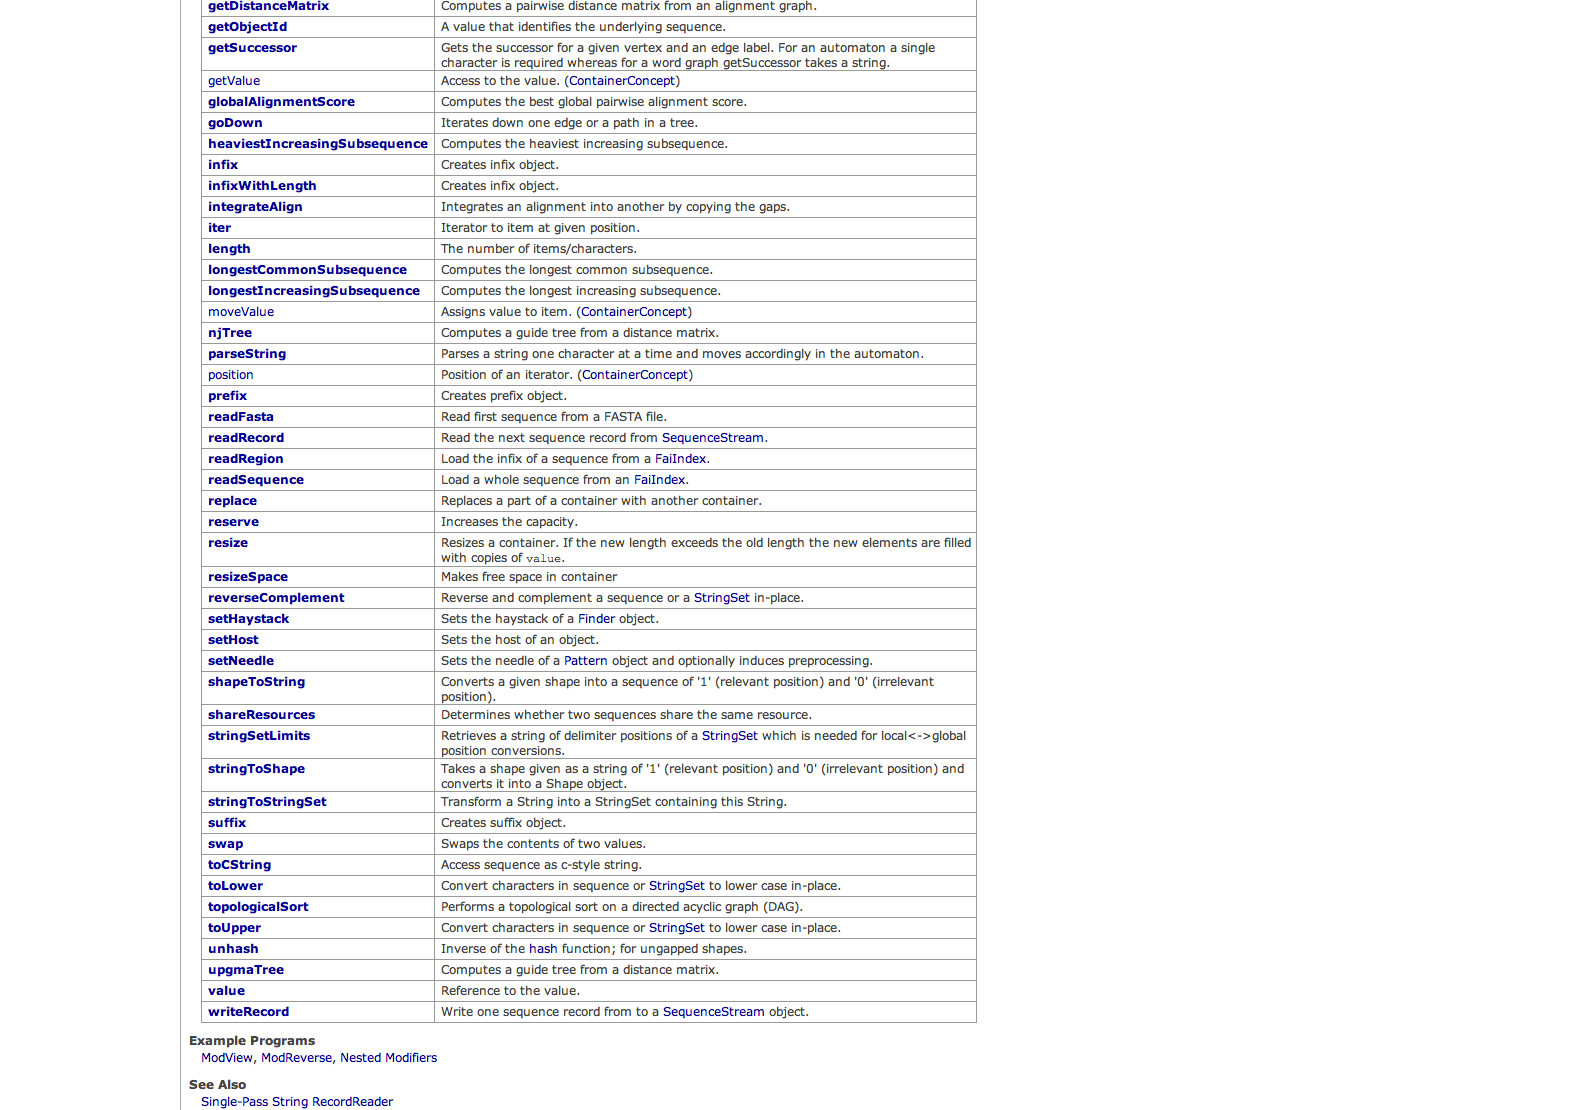 getDistanceMatrix Computes a pairwise distance matrix from an alignment graph.
getObjectId A value that identifies the underlying sequence.
getSuccessor Gets the successor for a given vertex and an edge label. For an automaton a single
character is required whereas for a word graph getSuccessor takes a string.
getValue Access to the value. (ContainerConcept)
globalAlignmentScore Computes the best global pairwise alignment score.
goDown Iterates down one edge or a path in a tree.
heaviestIncreasingSubsequence Computes the heaviest increasing subsequence.
infix Creates infix object.
infixWithLength Creates infix object.
integrateAlign Integrates an alignment into another by copying the gaps.
iter Iterator to item at given position.
length The number of items/characters.
longestCommonSubsequence Computes the longest common subsequence.
longestIncreasingSubsequence Computes the longest increasing subsequence.
moveValue Assigns value to item. (ContainerConcept)
njTree Computes a guide tree from a distance matrix.
parseString Parses a string one character at a time and moves accordingly in the automaton.
position Position of an iterator. (ContainerConcept)
prefix Creates prefix object.
readFasta Read first sequence from a FASTA file.
readRecord Read the next sequence record from SequenceStream.
readRegion Load the infix of a sequence from a FaiIndex.
readSequence Load a whole sequence from an FaiIndex.
replace Replaces a part of a container with another container.
reserve Increases the capacity.
resize Resizes a container. If the new length exceeds the old length the new elements are filled
with copies of value.
resizeSpace Makes free space in container
reverseComplement Reverse and complement a sequence or a StringSet in-place.
setHaystack Sets the haystack of a Finder object.
setHost Sets the host of an object.
setNeedle Sets the needle of a Pattern object and optionally induces preprocessing.
shapeToString Converts a given shape into a sequence of '1' (relevant position) and '0' (irrelevant
position).
shareResources Determines whether two sequences share the same resource.
stringSetLimits Retrieves a string of delimiter positions of a StringSet which is needed for local<->global
position conversions.
stringToShape Takes a shape given as a string of '1' (relevant position) and '0' (irrelevant position) and
converts it into a Shape object.
stringToStringSet Transform a String into a StringSet containing this String.
suffix Creates suffix object.
swap Swaps the contents of two values.
toCString Access sequence as c-style string.
toLower Convert characters in sequence or StringSet to lower case in-place.
topologicalSort Performs a topological sort on a directed acyclic graph (DAG).
toUpper Convert characters in sequence or StringSet to lower case in-place.
unhash Inverse of the hash function; for ungapped shapes.
upgmaTree Computes a guide tree from a distance matrix.
value Reference to the value.
writeRecord Write one sequence record from to a SequenceStream object.
Example Programs
ModView, ModReverse, Nested Modifiers
See Also
Single-Pass String RecordReader